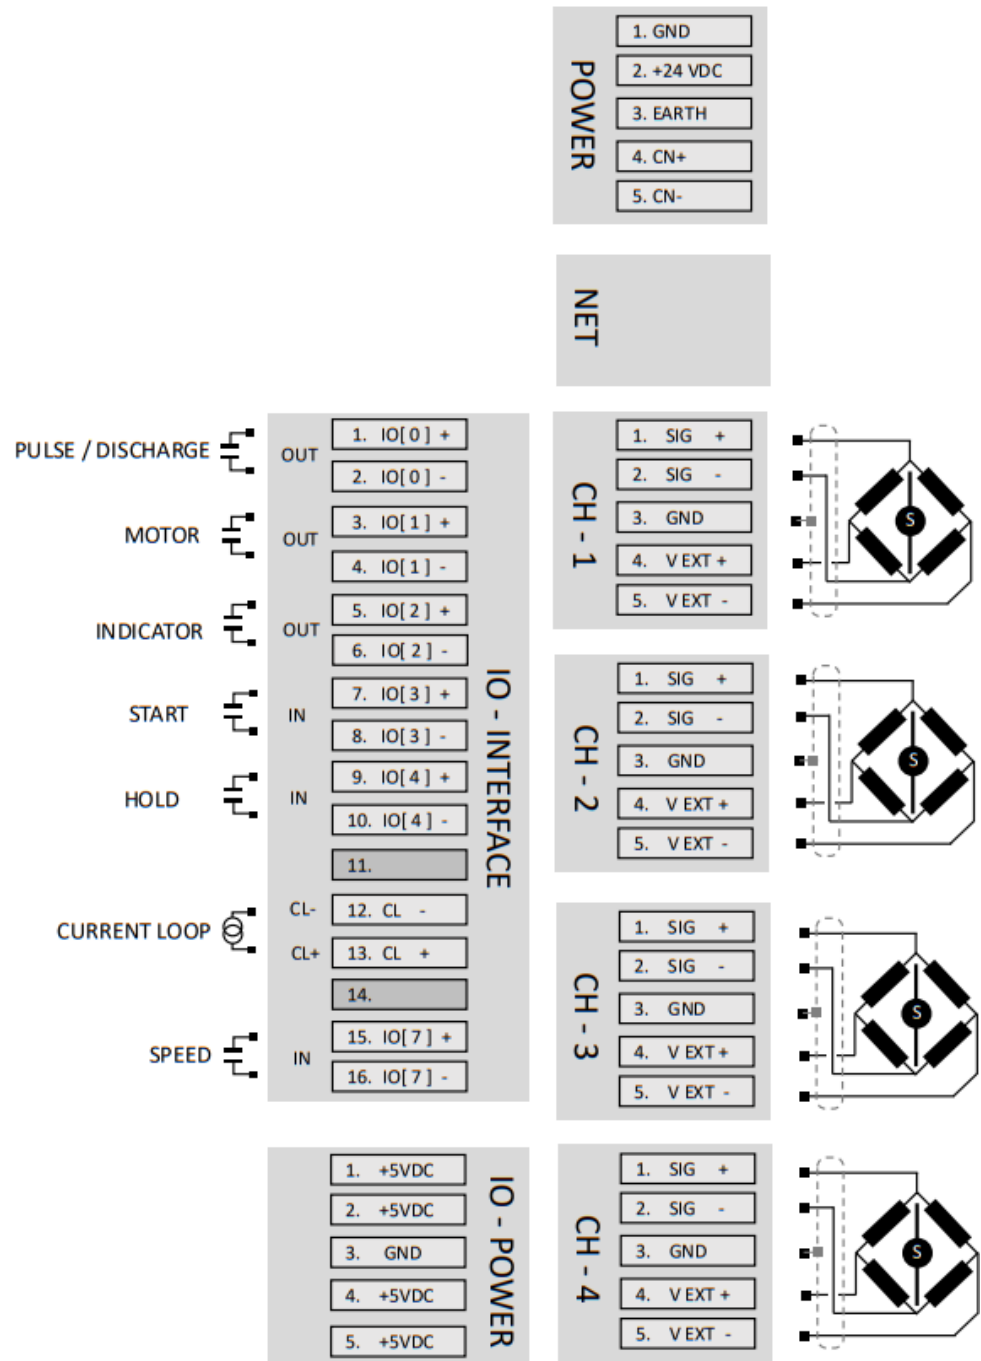 1. GND
2. +24 VDC
3. EARTH
4. CN+
5. CN-
POWER
NET
PULSE / DISCHARGE
OUT
1. IO[ 0 ] +
2. IO[ 0 ] -
MOTOR
OUT
3. IO[ 1 ] +
4. IO[ 1 ] -
INDICATOR
OUT
5. IO[ 2 ] +
6. IO[ 2 ] -
START
IN
7. IO[ 3 ] +
8. IO[ 3 ] -
HOLD
IN
9. IO[ 4 ] +
10. IO[ 4 ] -
11.
CURRENT LOOP
CL-
12. CL -
CL+
13. CL +
14.
SPEED
IN
15. IO[ 7 ] +
16. IO[ 7 ] -
IO - INTERFACE
1. +5VDC
2. +5VDC
3. GND
4. +5VDC
5. +5VDC
IO - POWER
CH - 1
1. SIG +
2. SIG -
3. GND
4. V EXT +
5. V EXT -
S
CH - 2
1. SIG +
2. SIG -
3. GND
4. V EXT +
5. V EXT -
S
CH - 3
1. SIG +
2. SIG -
3. GND
4. V EXT +
5. V EXT -
S
CH - 4
1. SIG +
2. SIG -
3. GND
4. V EXT +
5. V EXT -
S